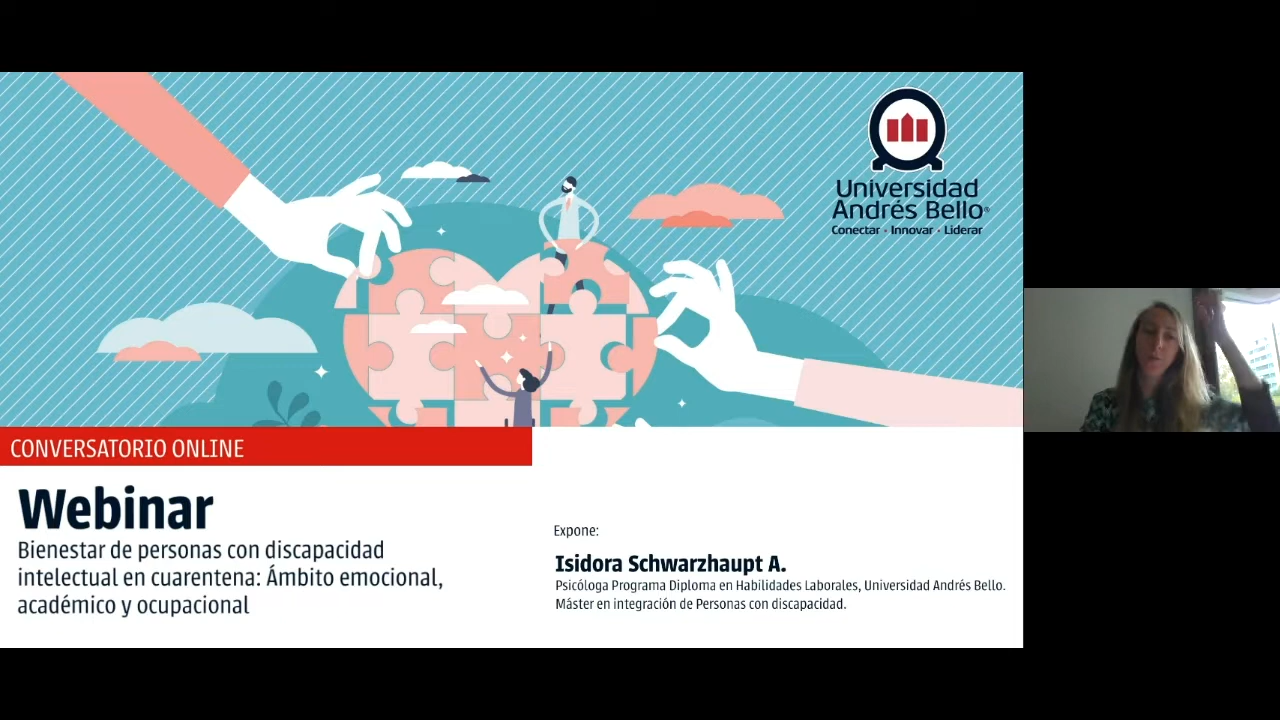 Universidad
Andrés Bello®
Conectar · Innovar · Liderar
CONVERSATORIO ONLINE
Webinar
Bienestar de personas con discapacidad
intelectual en cuarentena: Ámbito emocional,
académico y ocupacional
Expone:
Isidora Schwarzhaupt A.
Psicóloga Programa Diploma en Habilidades Laborales, Universidad Andrés Bello.
Máster en integración de Personas con discapacidad.